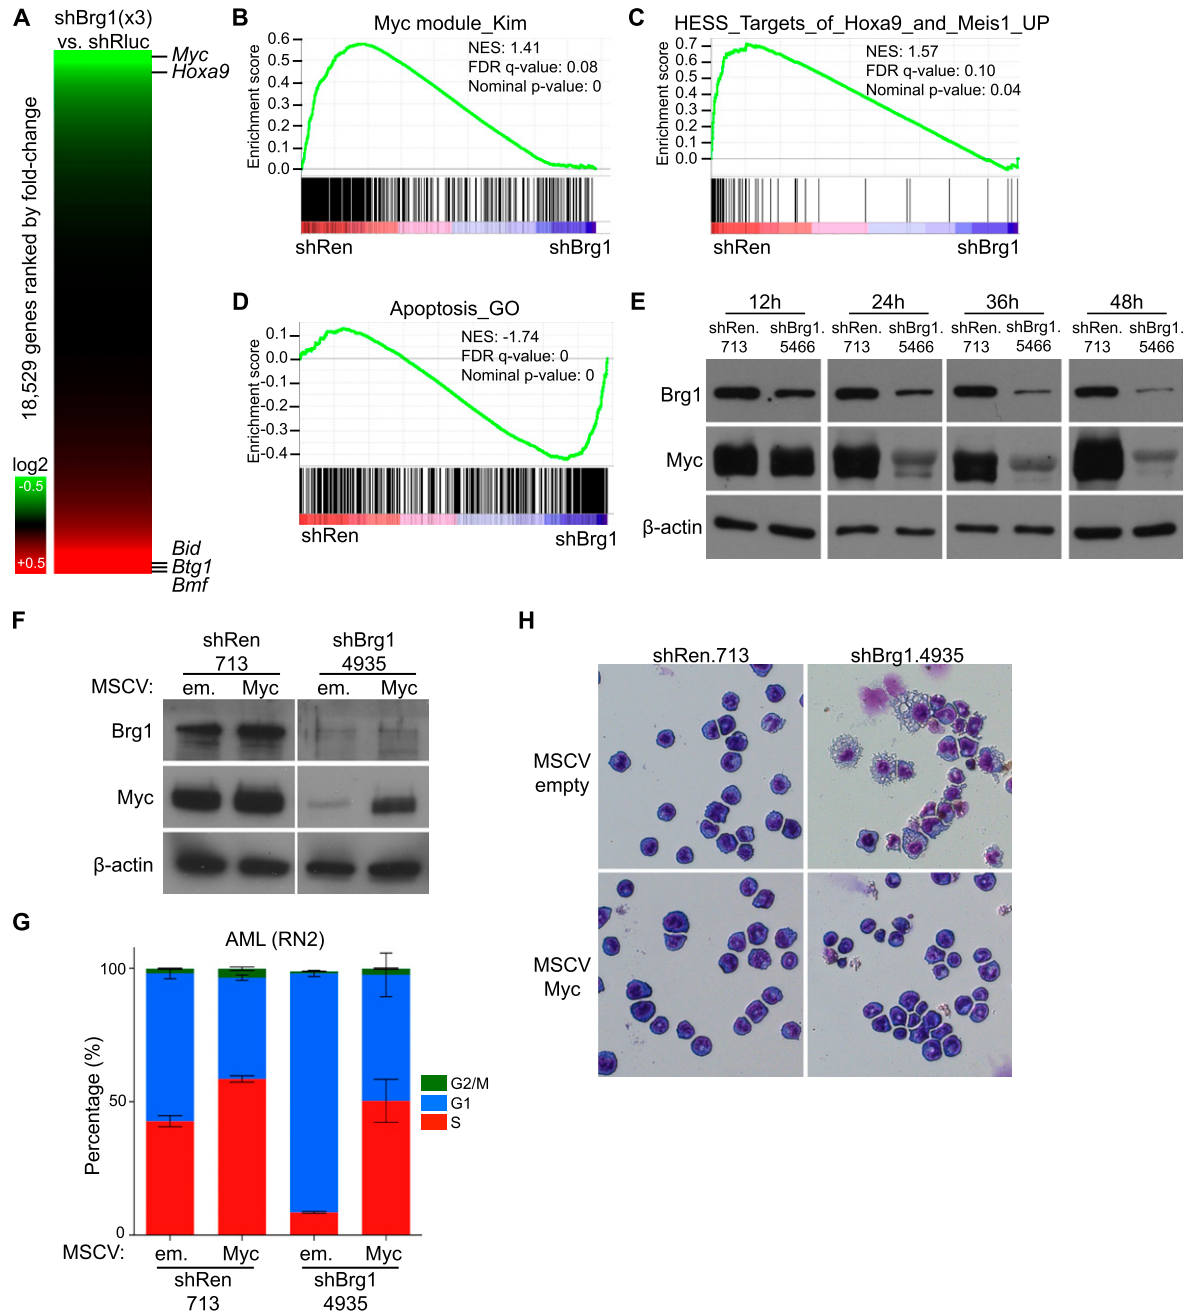 A
shBrg1(x3)
vs. shRluc
Myc
Hoxa9
18,529 genes ranked by fold-change
log2
-0.5
+0.5
Bid
Btg1
Bmf
B
Myc module_Kim
NES: 1.41
FDR q-value: 0.08
Nominal p-value: 0
Enrichment score
0.6
0.5
0.4
0.3
0.2
0.1
0.0
shRen
shBrg1
C
HESS_Targets_of_Hoxa9_and_Meis1_UP
NES: 1.57
FDR q-value: 0.10
Nominal p-value: 0.04
Enrichment score
0.7
0.6
0.5
0.4
0.3
0.2
0.1
0.0
shRen
shBrg1
D
Apoptosis_GO
NES: -1.74
FDR q-value: 0
Nominal p-value: 0
Enrichment score
0.1
0.0
-0.1
-0.2
-0.3
-0.4
shRen
shBrg1
E
12h 24h 36h 48h
shRen. shBrg1. shRen. shBrg1. shRen. shBrg1. shRen. shBrg1.
713 5466 713 5466 713 5466 713 5466
Brg1
Myc
β-actin
F
shRen shBrg1
713 4935
MSCV: em. Myc em. Myc
Brg1
Myc
β-actin
G
AML (RN2)
Percentage (%)
100
50
0
G2/M
G1
S
MSCV: em. Myc em. Myc
shRen shBrg1
713 4935
H
shRen.713 shBrg1.4935
MSCV
empty
MSCV
Myc